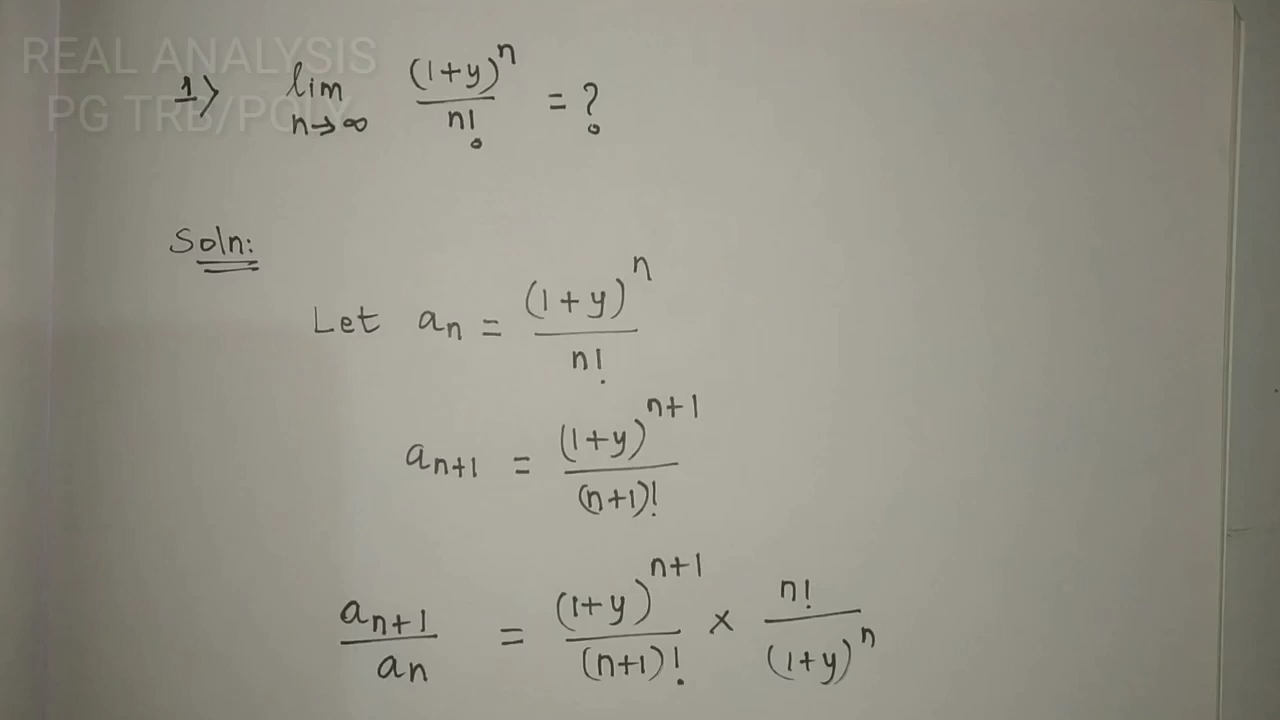 REAL ANALYSIS
PG TRB/POLY
1) lim n→∞ (1+y)^n / n! = ?
Soln:
Let a_n = (1+y)^n / n!
a_{n+1} = (1+y)^{n+1} / (n+1)!
a_{n+1} / a_n = (1+y)^{n+1} / (n+1)! × n! / (1+y)^n